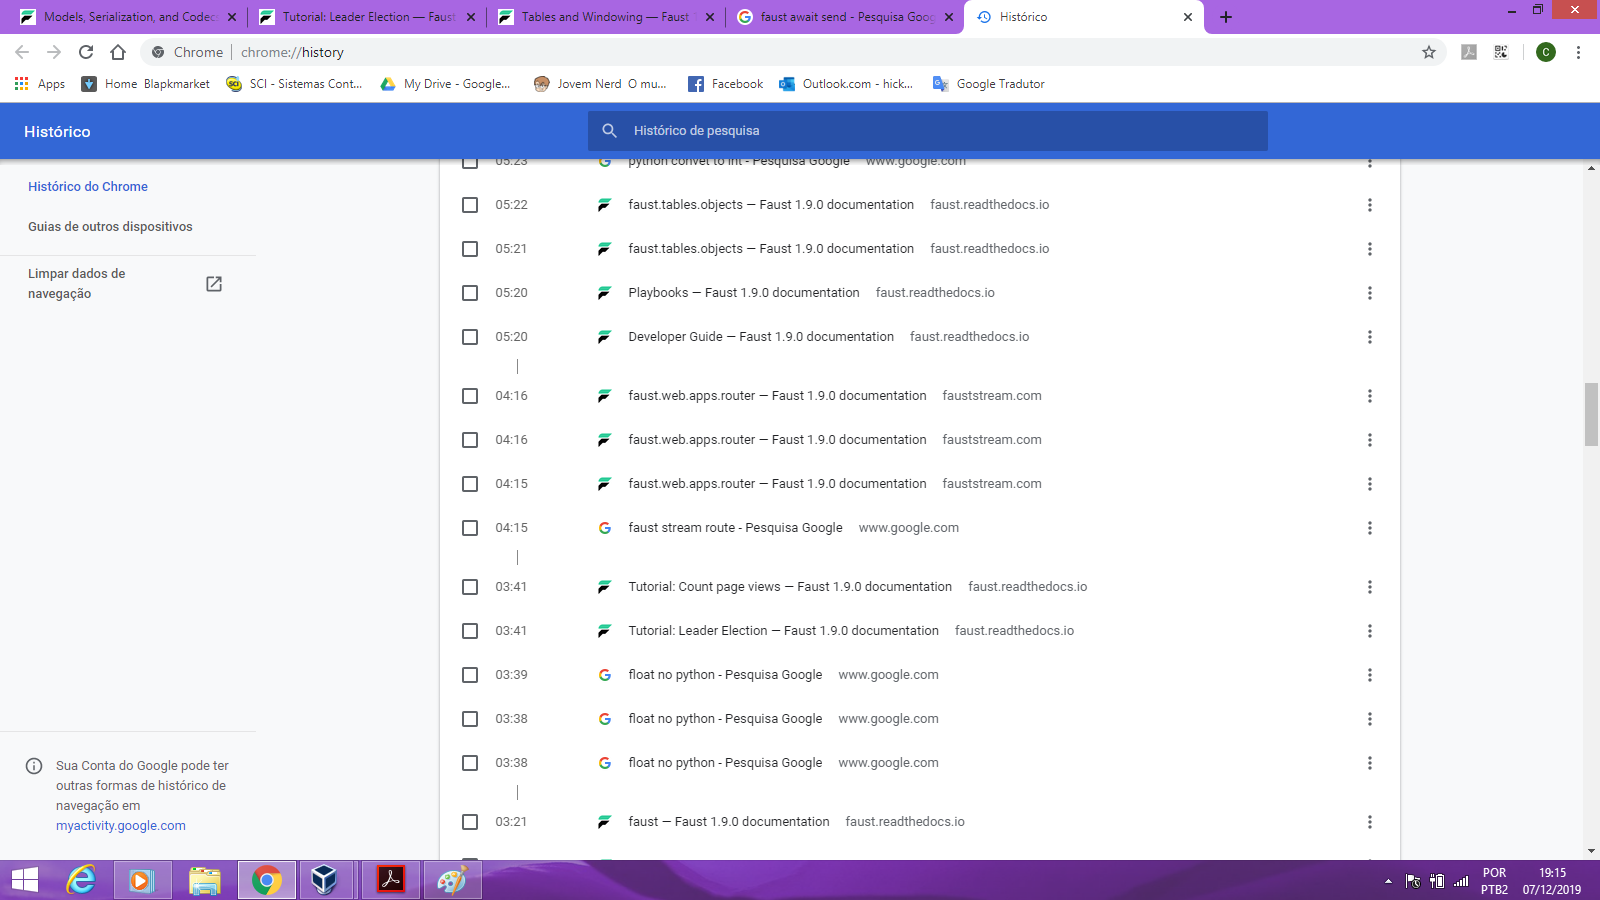 Models, Serialization, and Codecs
Tutorial: Leader Election — Faust
Tables and Windowing — Faust
faust await send - Pesquisa Goog
Histórico
Chrome
chrome://history
C
Apps
Home Blapkmarket
SCI - Sistemas Cont...
My Drive - Google...
Jovem Nerd O mu...
Facebook
Outlook.com - hick...
Google Tradutor
Histórico
Histórico de pesquisa
Histórico do Chrome
Guias de outros dispositivos
Limpar dados de
navegação
05:23 python convet to int - Pesquisa Google www.google.com
05:22 faust.tables.objects — Faust 1.9.0 documentation faust.readthedocs.io
05:21 faust.tables.objects — Faust 1.9.0 documentation faust.readthedocs.io
05:20 Playbooks — Faust 1.9.0 documentation faust.readthedocs.io
05:20 Developer Guide — Faust 1.9.0 documentation faust.readthedocs.io
04:16 faust.web.apps.router — Faust 1.9.0 documentation fauststream.com
04:16 faust.web.apps.router — Faust 1.9.0 documentation fauststream.com
04:15 faust.web.apps.router — Faust 1.9.0 documentation fauststream.com
04:15 faust stream route - Pesquisa Google www.google.com
03:41 Tutorial: Count page views — Faust 1.9.0 documentation faust.readthedocs.io
03:41 Tutorial: Leader Election — Faust 1.9.0 documentation faust.readthedocs.io
03:39 float no python - Pesquisa Google www.google.com
03:38 float no python - Pesquisa Google www.google.com
03:38 float no python - Pesquisa Google www.google.com
03:21 faust — Faust 1.9.0 documentation faust.readthedocs.io
Sua Conta do Google pode ter
outras formas de histórico de
navegação em
myactivity.google.com
POR
PTB2
19:15
07/12/2019